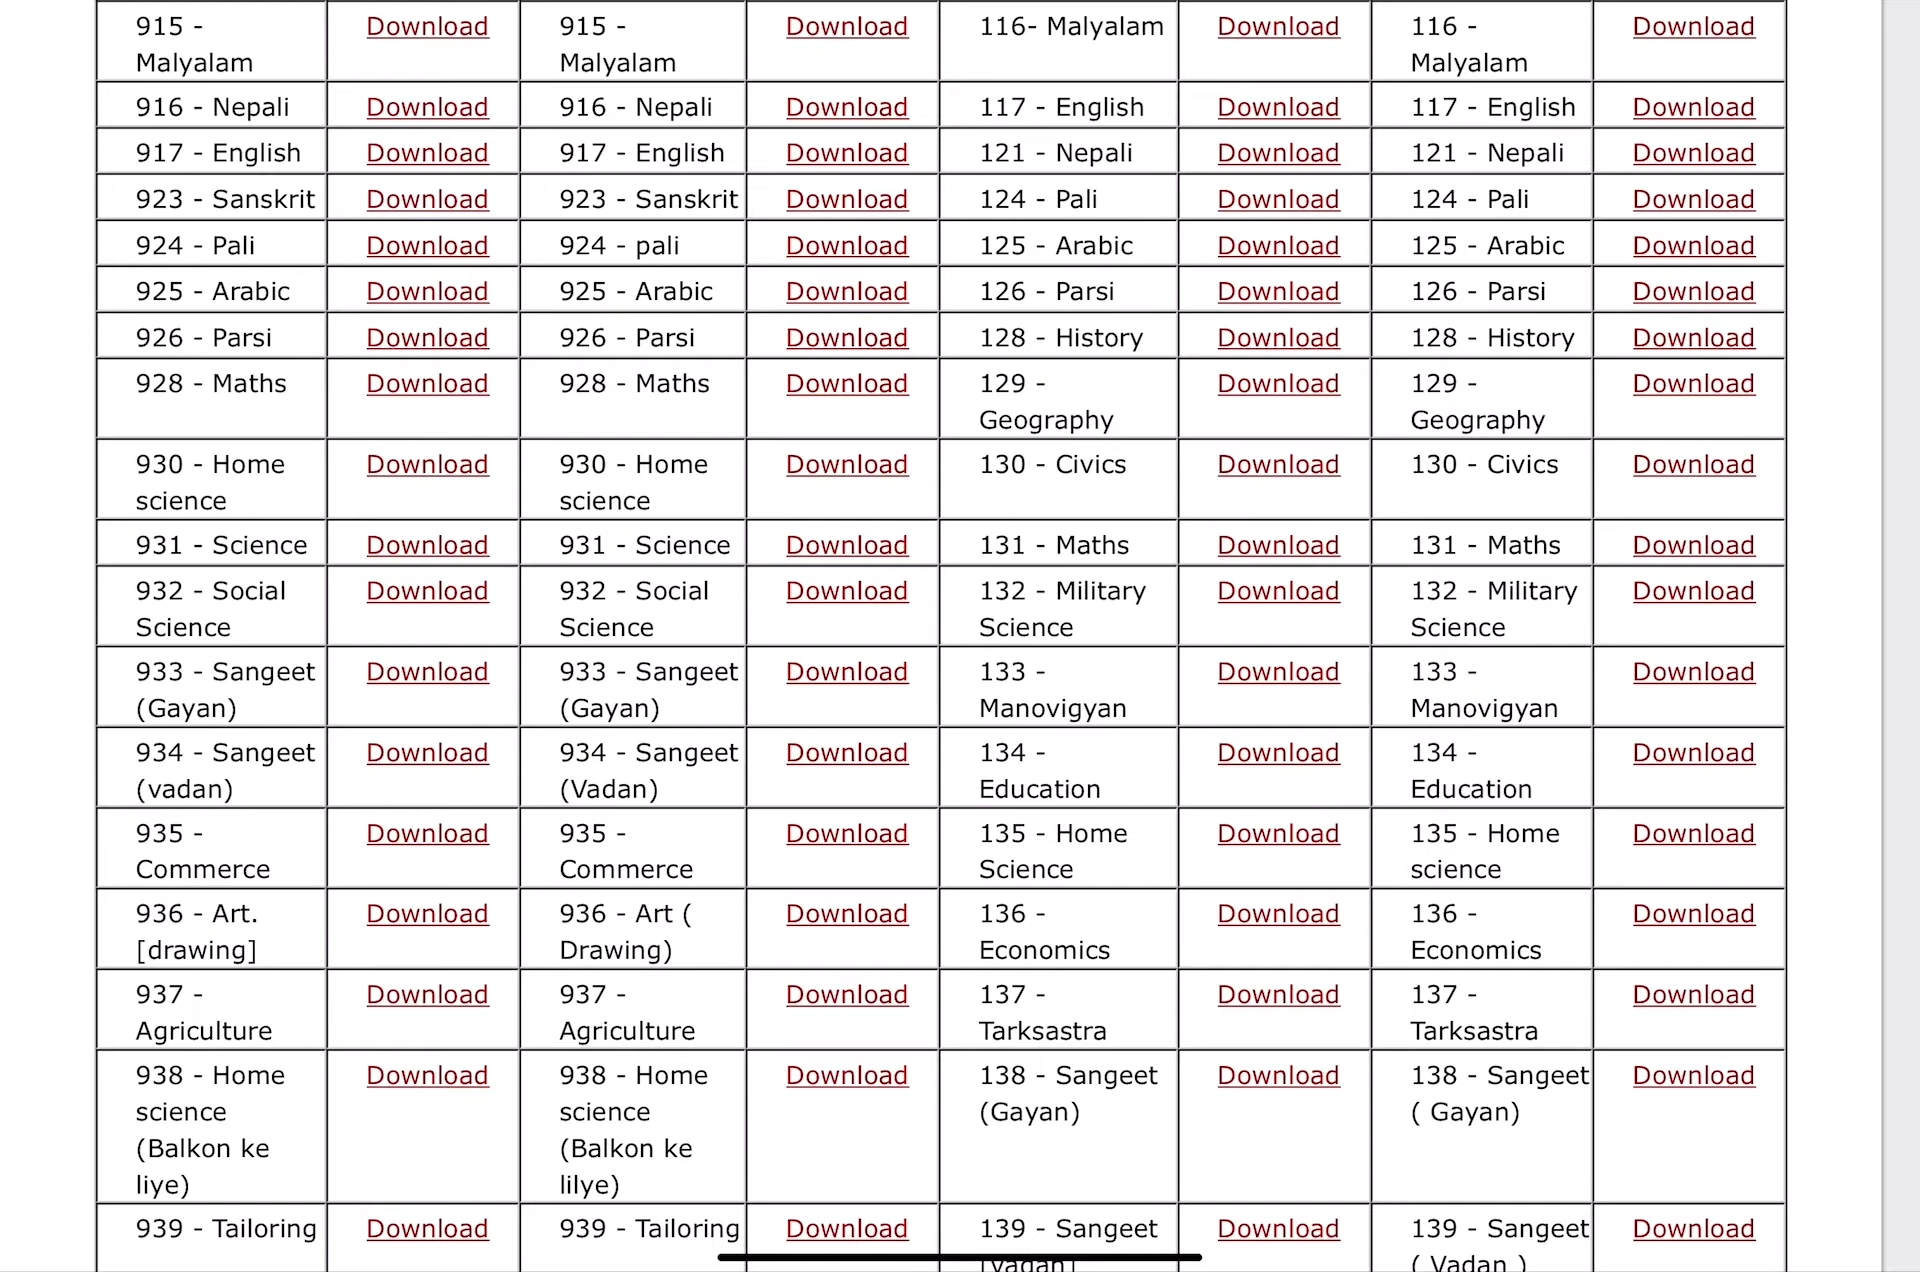 915 - Download 915 - Download 116- Malyalam Download 116 - Download
Malyalam Malyalam Malyalam
916 - Nepali Download 916 - Nepali Download 117 - English Download 117 - English Download
917 - English Download 917 - English Download 121 - Nepali Download 121 - Nepali Download
923 - Sanskrit Download 923 - Sanskrit Download 124 - Pali Download 124 - Pali Download
924 - Pali Download 924 - pali Download 125 - Arabic Download 125 - Arabic Download
925 - Arabic Download 925 - Arabic Download 126 - Parsi Download 126 - Parsi Download
926 - Parsi Download 926 - Parsi Download 128 - History Download 128 - History Download
928 - Maths Download 928 - Maths Download 129 - Download 129 - Download
Geography Geography
930 - Home Download 930 - Home Download 130 - Civics Download 130 - Civics Download
science science
931 - Science Download 931 - Science Download 131 - Maths Download 131 - Maths Download
932 - Social Download 932 - Social Download 132 - Military Download 132 - Military Download
Science Science Science Science
933 - Sangeet Download 933 - Sangeet Download 133 - Download 133 - Download
(Gayan) (Gayan) Manovigyan Manovigyan
934 - Sangeet Download 934 - Sangeet Download 134 - Download 134 - Download
(vadan) (Vadan) Education Education
935 - Download 935 - Download 135 - Home Download 135 - Home Download
Commerce Commerce Science science
936 - Art. Download 936 - Art ( Download 136 - Download 136 - Download
[drawing] Drawing) Economics Economics
937 - Download 937 - Download 137 - Download 137 - Download
Agriculture Agriculture Tarksastra Tarksastra
938 - Home Download 938 - Home Download 138 - Sangeet Download 138 - Sangeet Download
science science (Gayan) ( Gayan)
(Balkon ke (Balkon ke
liye) lilye)
939 - Tailoring Download 939 - Tailoring Download 139 - Sangeet Download 139 - Sangeet Download
( Vadan )